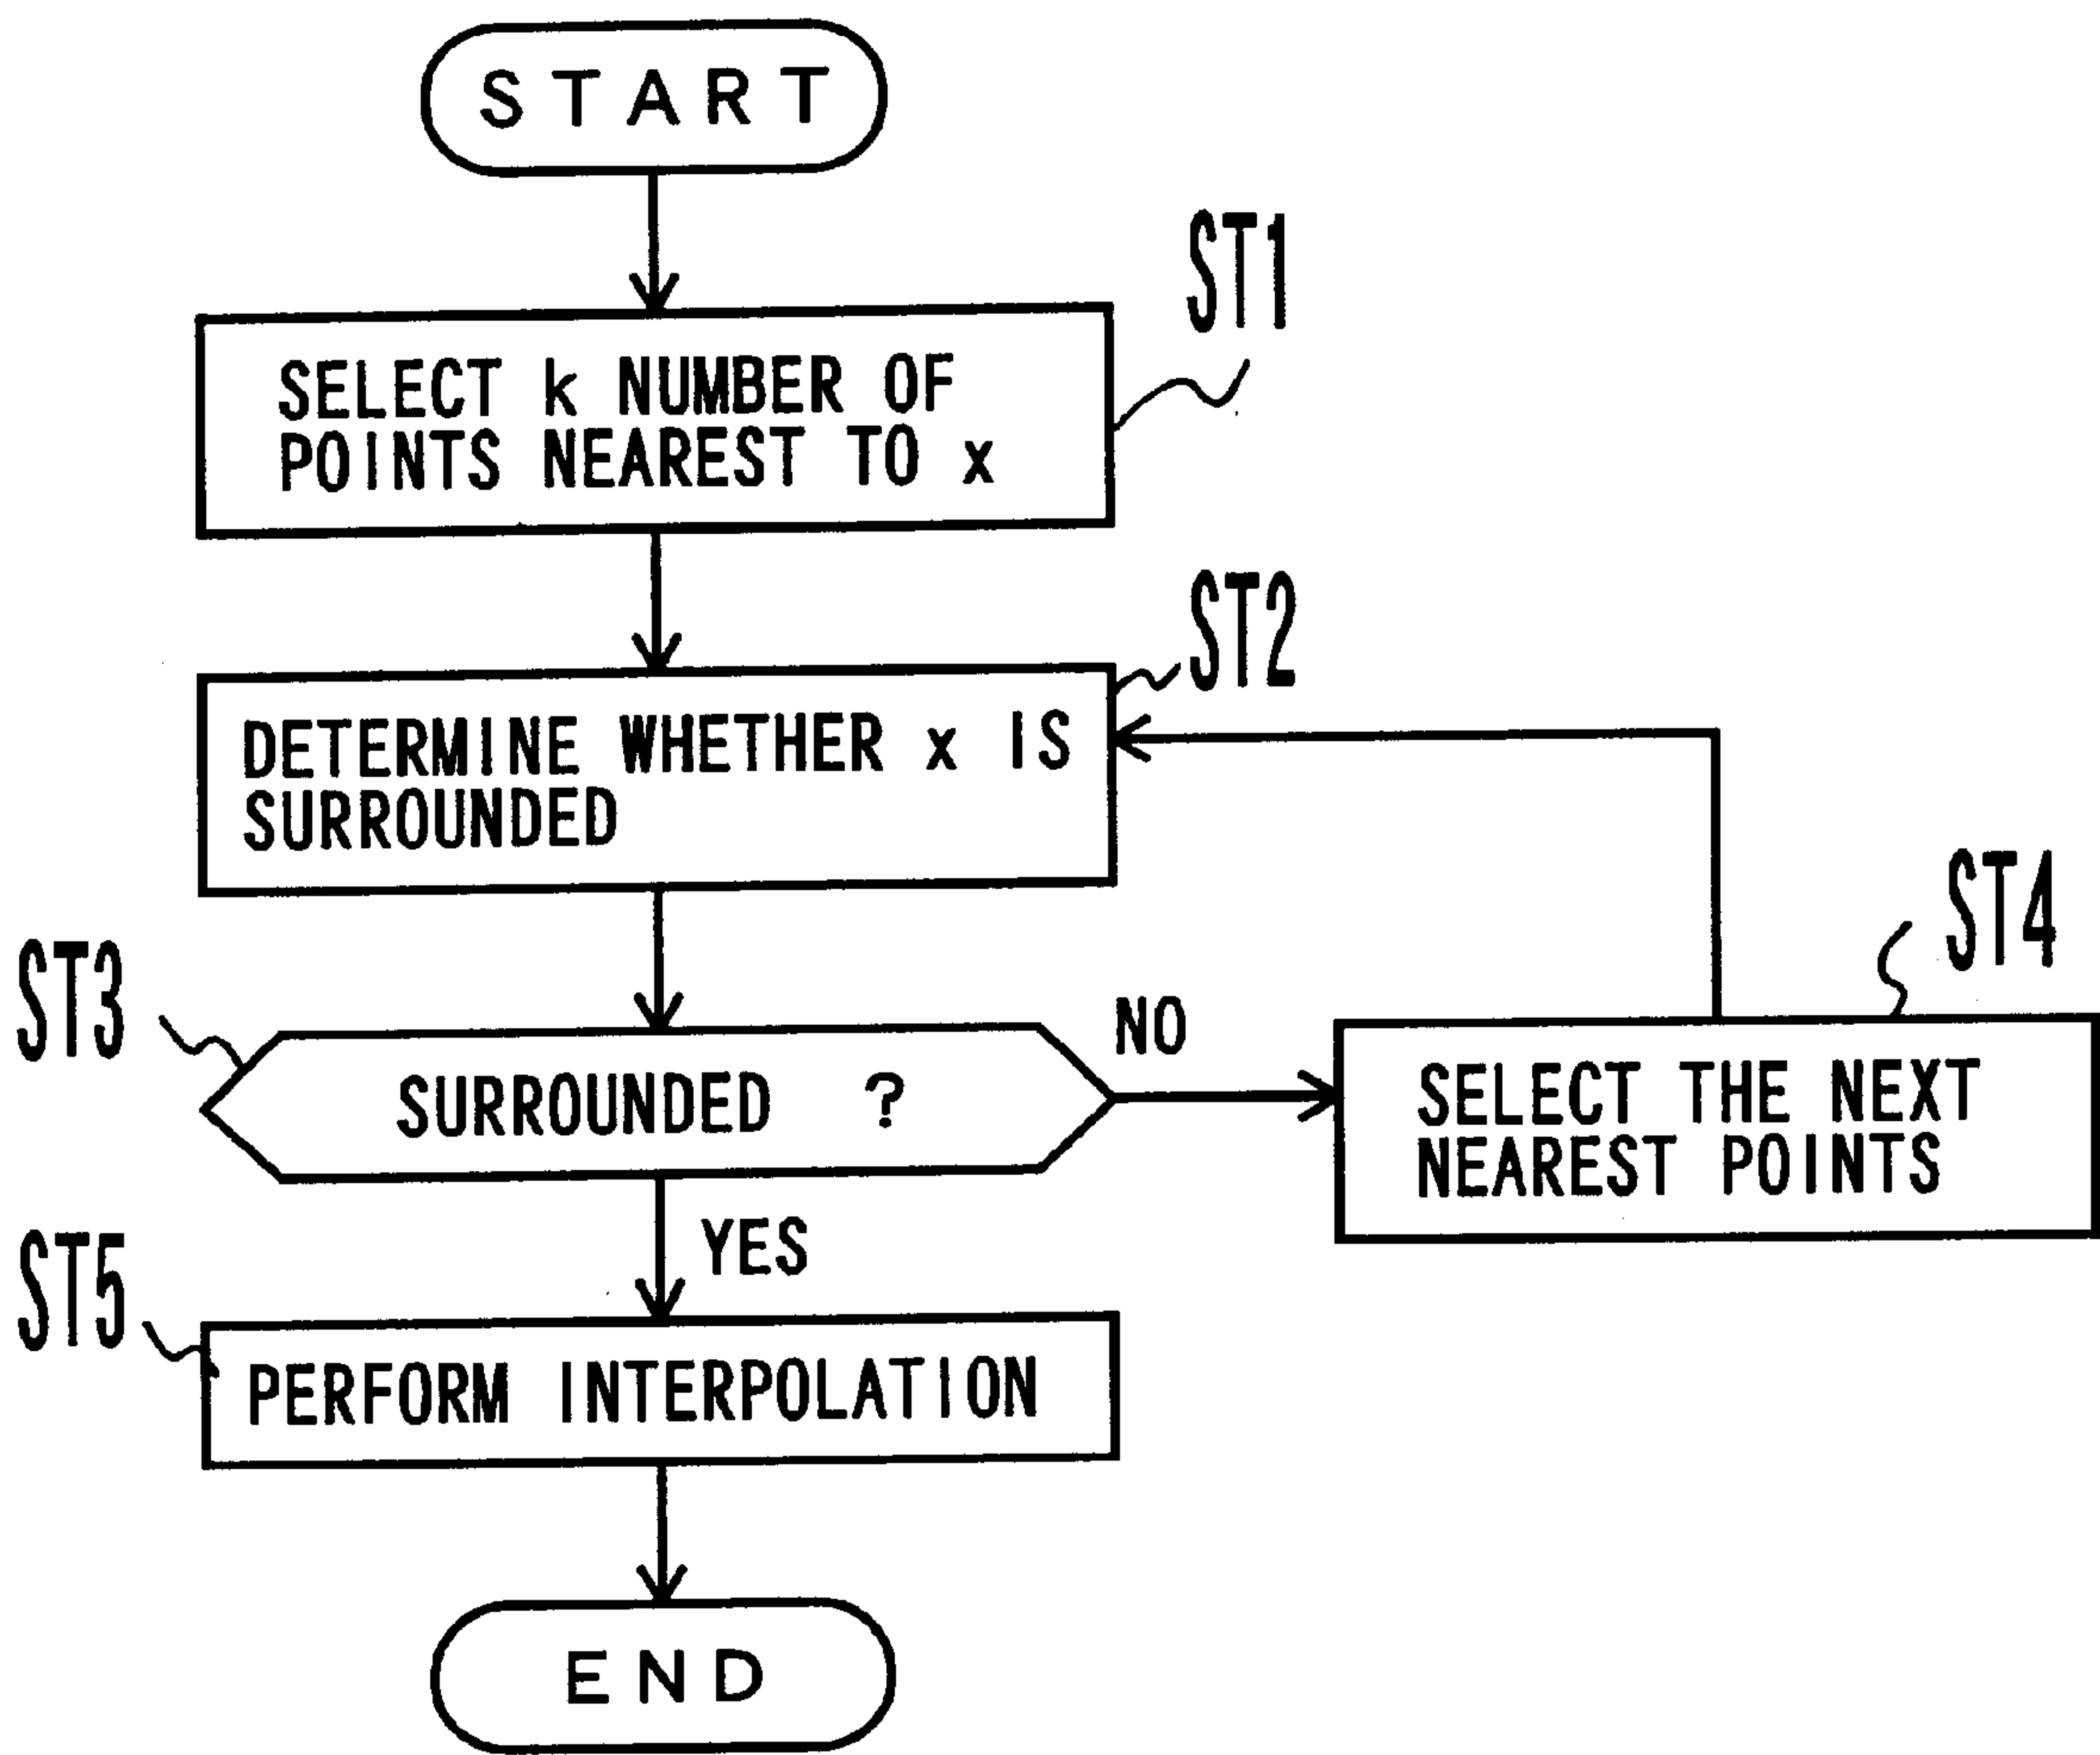 START
ST1
SELECT k NUMBER OF
POINTS NEAREST TO x
ST2
DETERMINE WHETHER x IS
SURROUNDED
ST3
SURROUNDED ?
NO
ST4
SELECT THE NEXT
NEAREST POINTS
YES
ST5
PERFORM INTERPOLATION
END